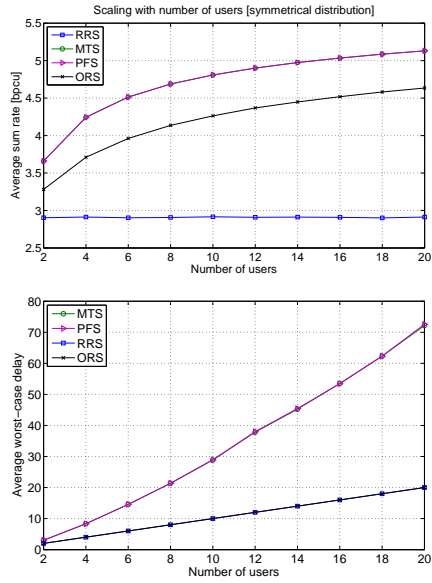 Scaling with number of users [symmetrical distribution]
5.5
5
4.5
4
3.5
3
2.5
Average sum rate [bpcu]
RRS
MTS
PFS
ORS
2 4 6 8 10 12 14 16 18 20
Number of users
80
70
60
50
40
30
20
10
0
Average worst−case delay
MTS
PFS
RRS
ORS
2 4 6 8 10 12 14 16 18 20
Number of users